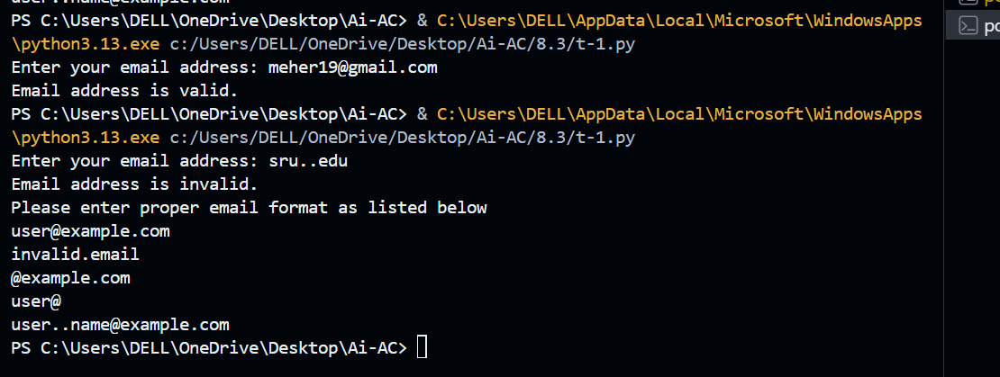 user..name@example.com
PS C:\Users\DELL\OneDrive\Desktop\Ai-AC> & C:\Users\DELL\AppData\Local\Microsoft\WindowsApps
\python3.13.exe c:/Users/DELL/OneDrive/Desktop/Ai-AC/8.3/t-1.py
Enter your email address: meher19@gmail.com
Email address is valid.
PS C:\Users\DELL\OneDrive\Desktop\Ai-AC> & C:\Users\DELL\AppData\Local\Microsoft\WindowsApps
\python3.13.exe c:/Users/DELL/OneDrive/Desktop/Ai-AC/8.3/t-1.py
Enter your email address: sru..edu
Email address is invalid.
Please enter proper email format as listed below
user@example.com
invalid.email
@example.com
user@
user..name@example.com
PS C:\Users\DELL\OneDrive\Desktop\Ai-AC>